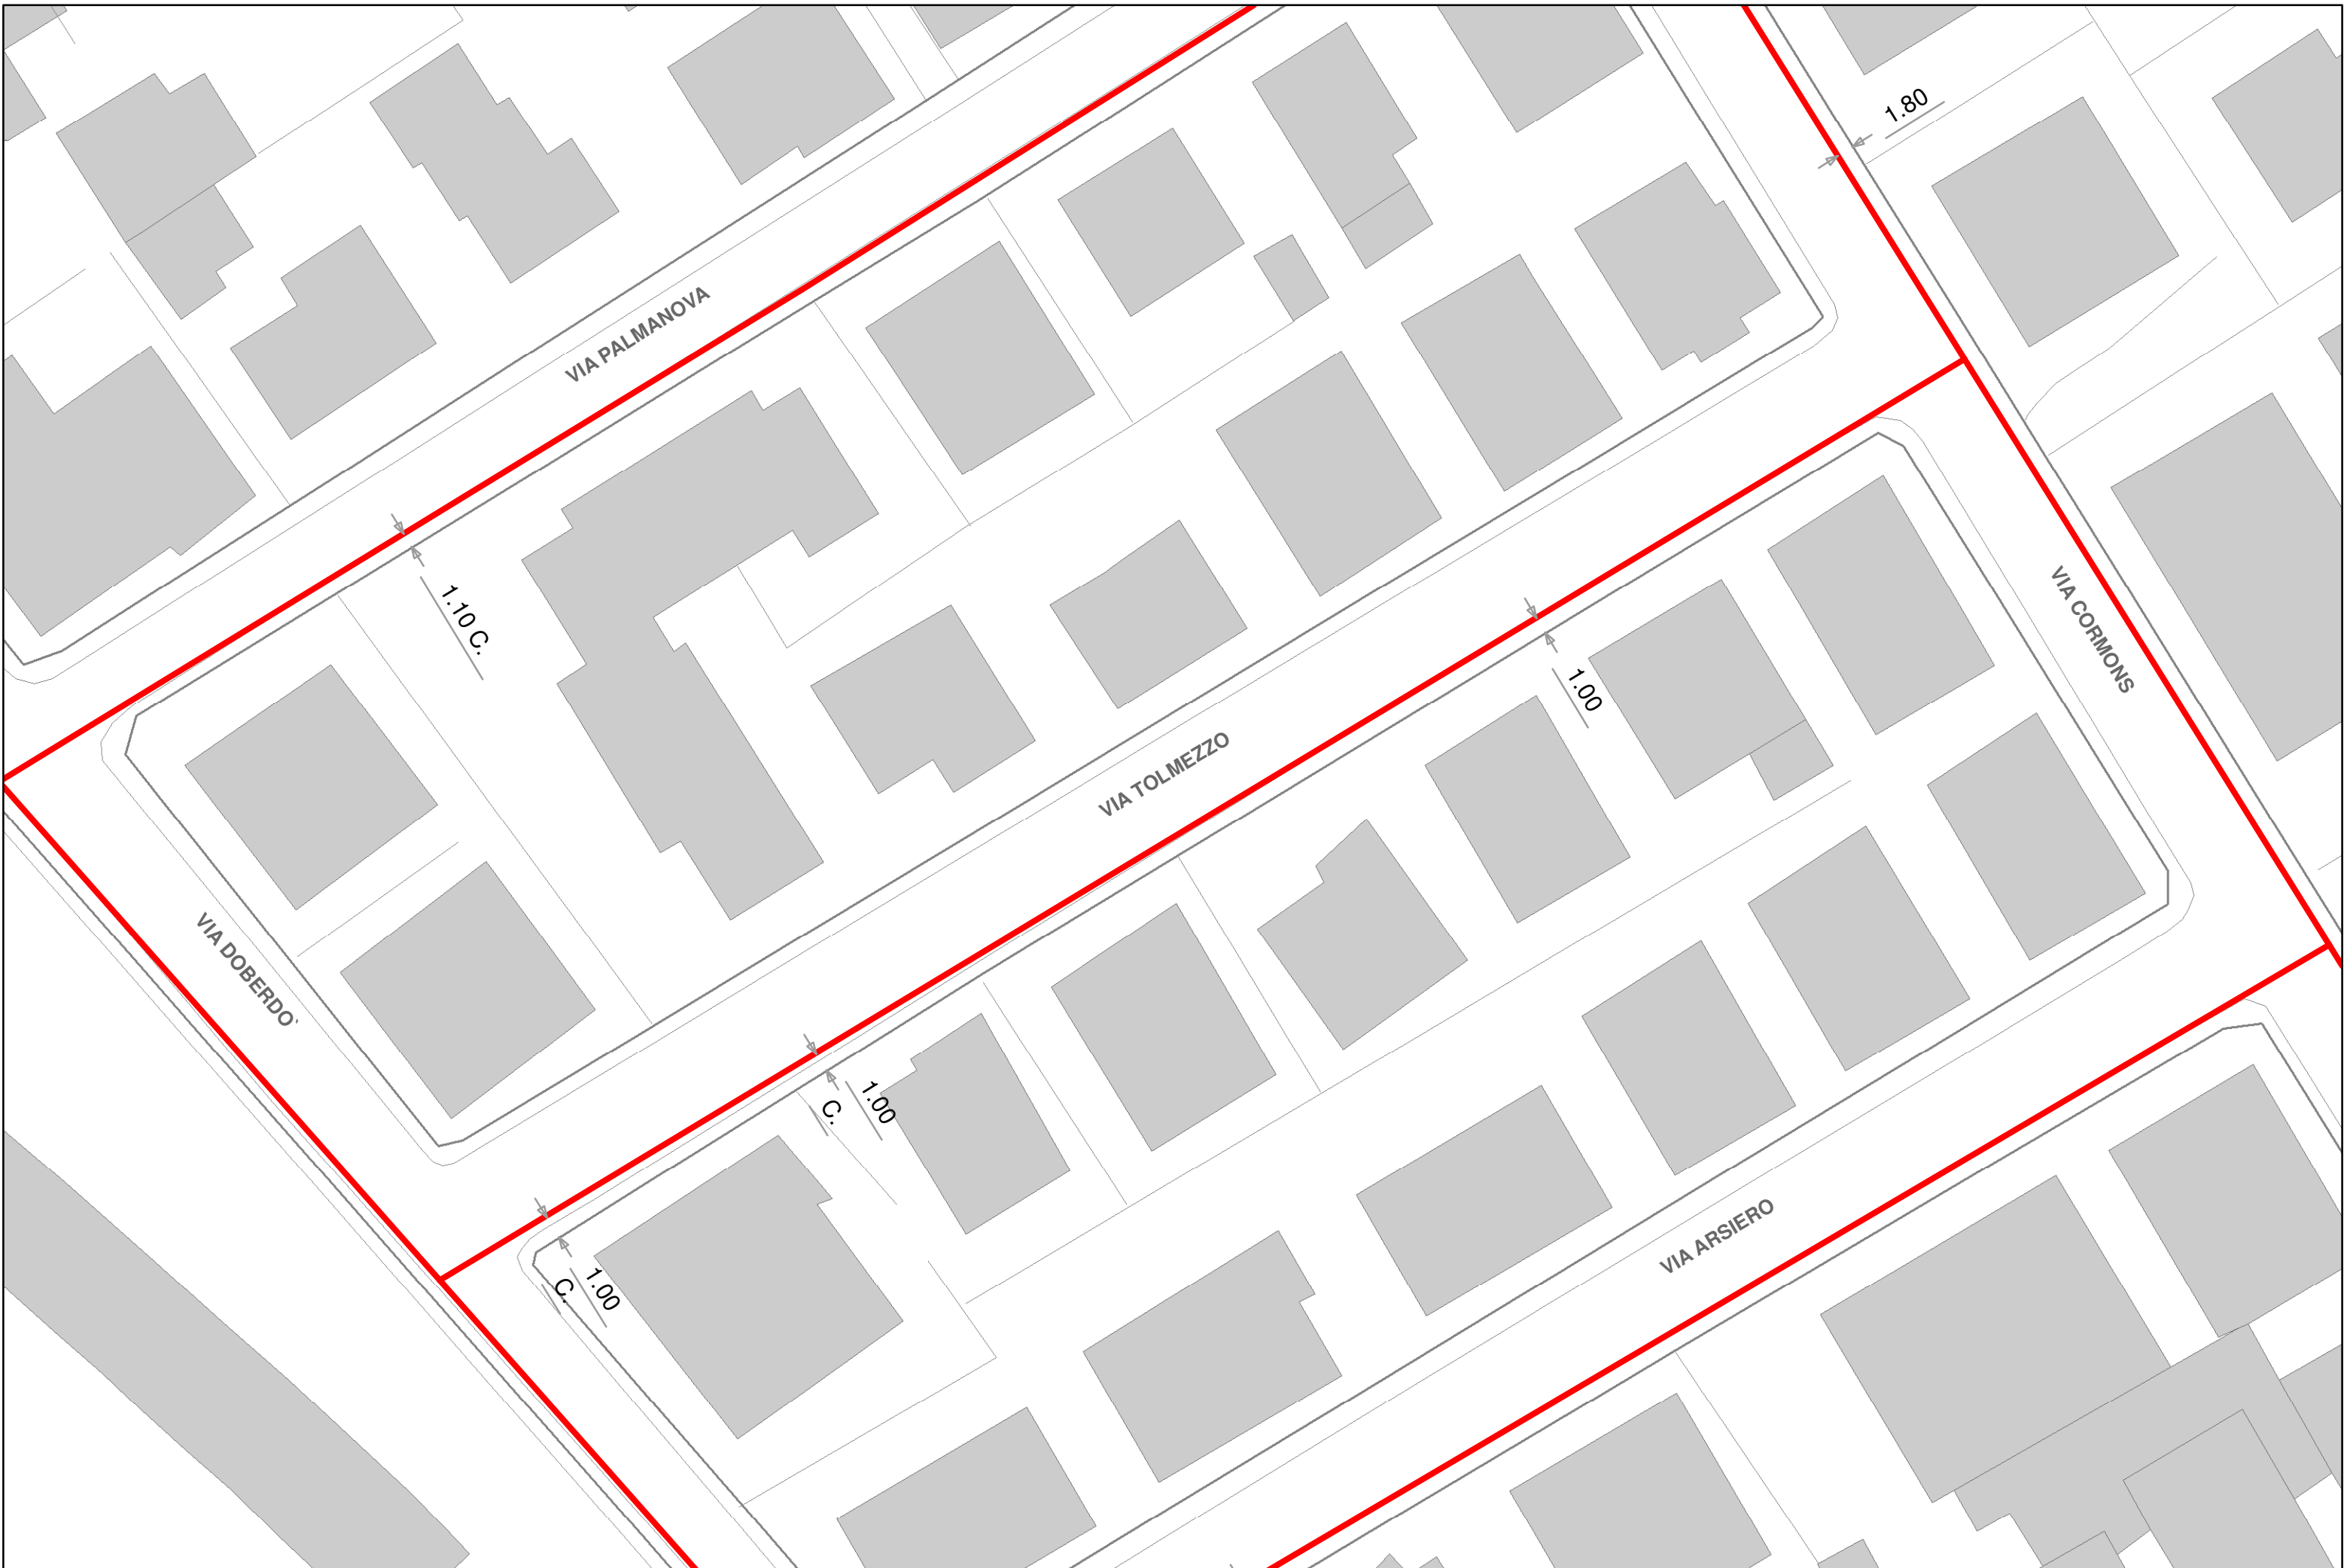 1.80
VIA PALMANOVA
1.10 C.
VIA CORMONS
1.00
VIA TOLMEZZO
VIA DOBERDO`
1.00
C.
VIA ARSIERO
1.00
C.